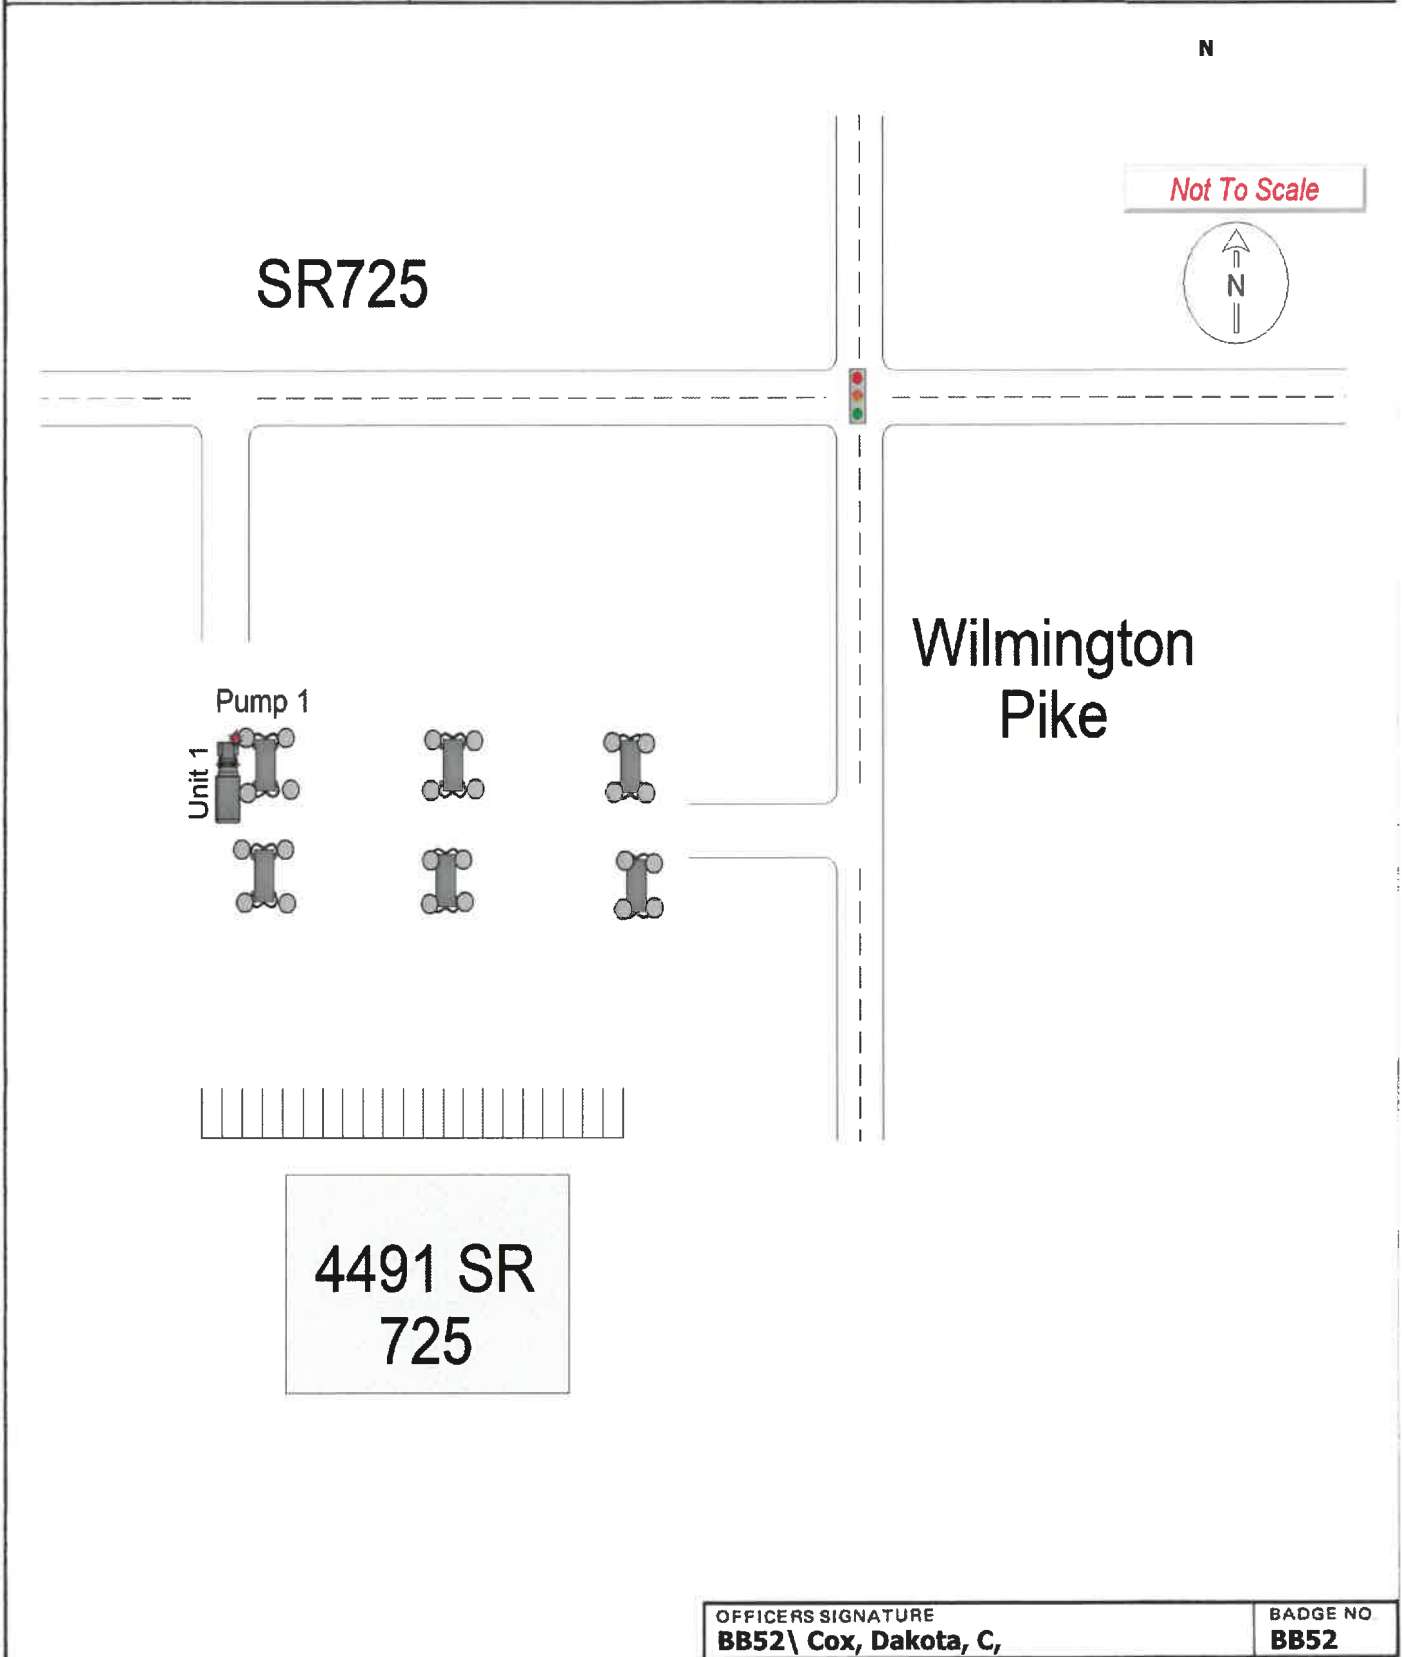 N
Not To Scale
N
SR725
Wilmington
Pike
Pump 1
Unit 1
4491 SR
725
OFFICERS SIGNATURE
BB52\ Cox, Dakota, C,
BADGE NO.
BB52